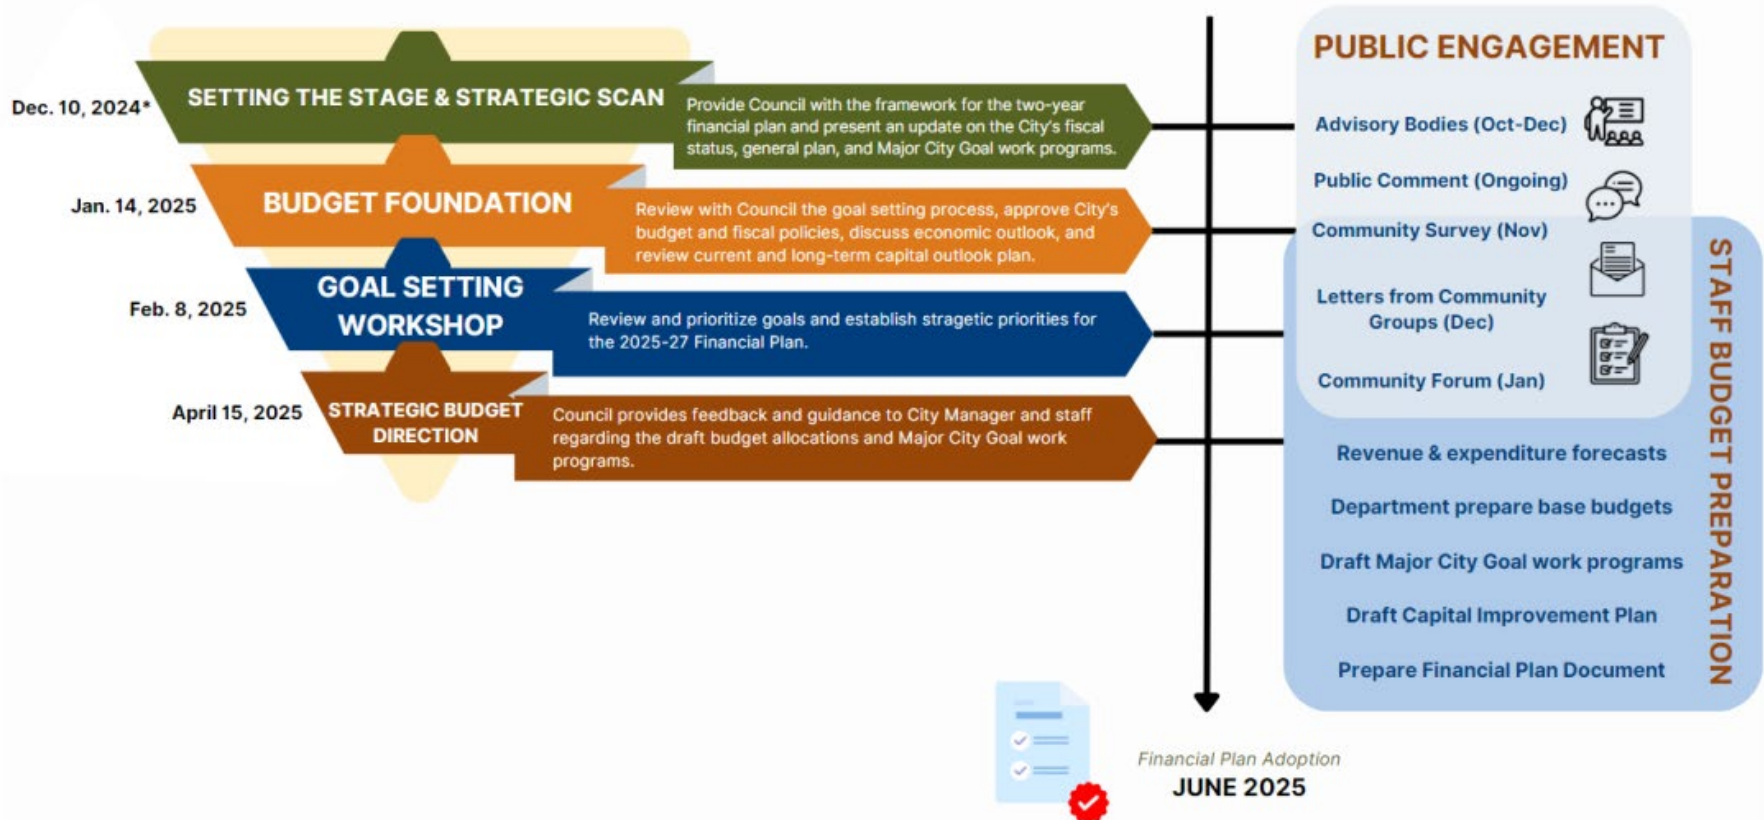 Dec. 10, 2024*
SETTING THE STAGE & STRATEGIC SCAN
Provide Council with the framework for the two-year
financial plan and present an update on the City's fiscal
status, general plan, and Major City Goal work programs.
Jan. 14, 2025
BUDGET FOUNDATION
Review with Council the goal setting process, approve City's
budget and fiscal policies, discuss economic outlook, and
review current and long-term capital outlook plan.
Feb. 8, 2025
GOAL SETTING
WORKSHOP
Review and prioritize goals and establish stragetic priorities for
the 2025-27 Financial Plan.
April 15, 2025
STRATEGIC BUDGET
DIRECTION
Council provides feedback and guidance to City Manager and staff
regarding the draft budget allocations and Major City Goal work
programs.
PUBLIC ENGAGEMENT
Advisory Bodies (Oct-Dec)
Public Comment (Ongoing)
Community Survey (Nov)
Letters from Community
Groups (Dec)
Community Forum (Jan)
STAFF BUDGET PREPARATION
Revenue & expenditure forecasts
Department prepare base budgets
Draft Major City Goal work programs
Draft Capital Improvement Plan
Prepare Financial Plan Document
Financial Plan Adoption
JUNE 2025